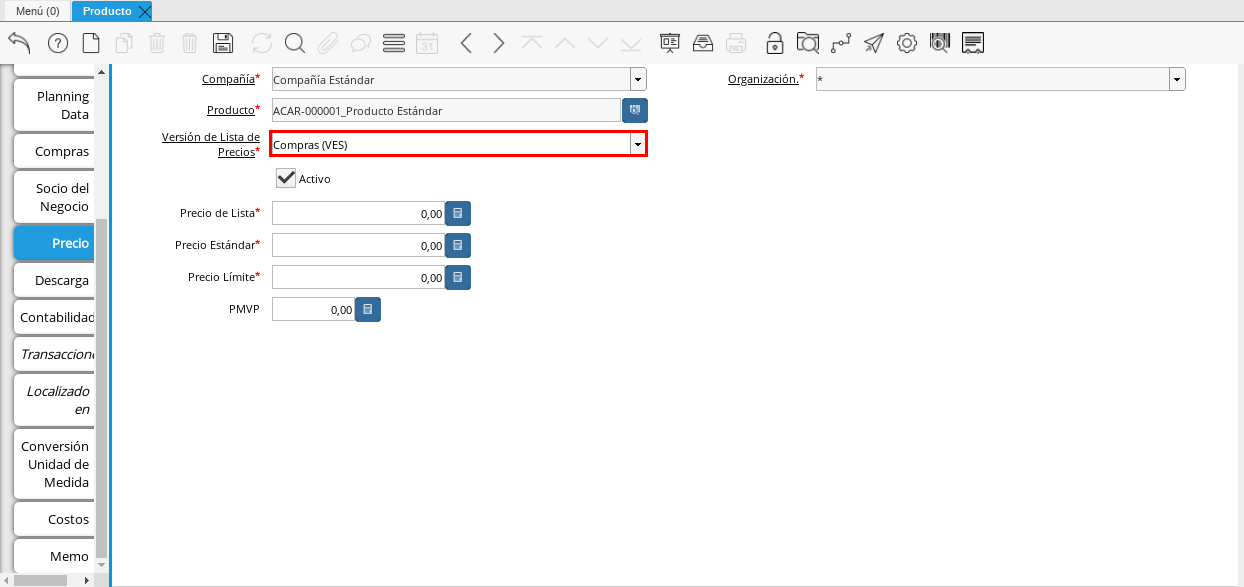 Menú (0)
Producto
31
Planning
Data
Compras
Socio del
Negocio
Precio
Descarga
Contabilidad
Transaccione
Localizado
en
Conversión
Unidad de
Medida
Costos
Memo
Compañía* Compañía Estándar Organización.* *
Producto* ACAR-000001_Producto Estándar
Versión de Lista de
Precios* Compras (VES)
Activo
Precio de Lista* 0,00
Precio Estándar* 0,00
Precio Límite* 0,00
PMVP 0,00